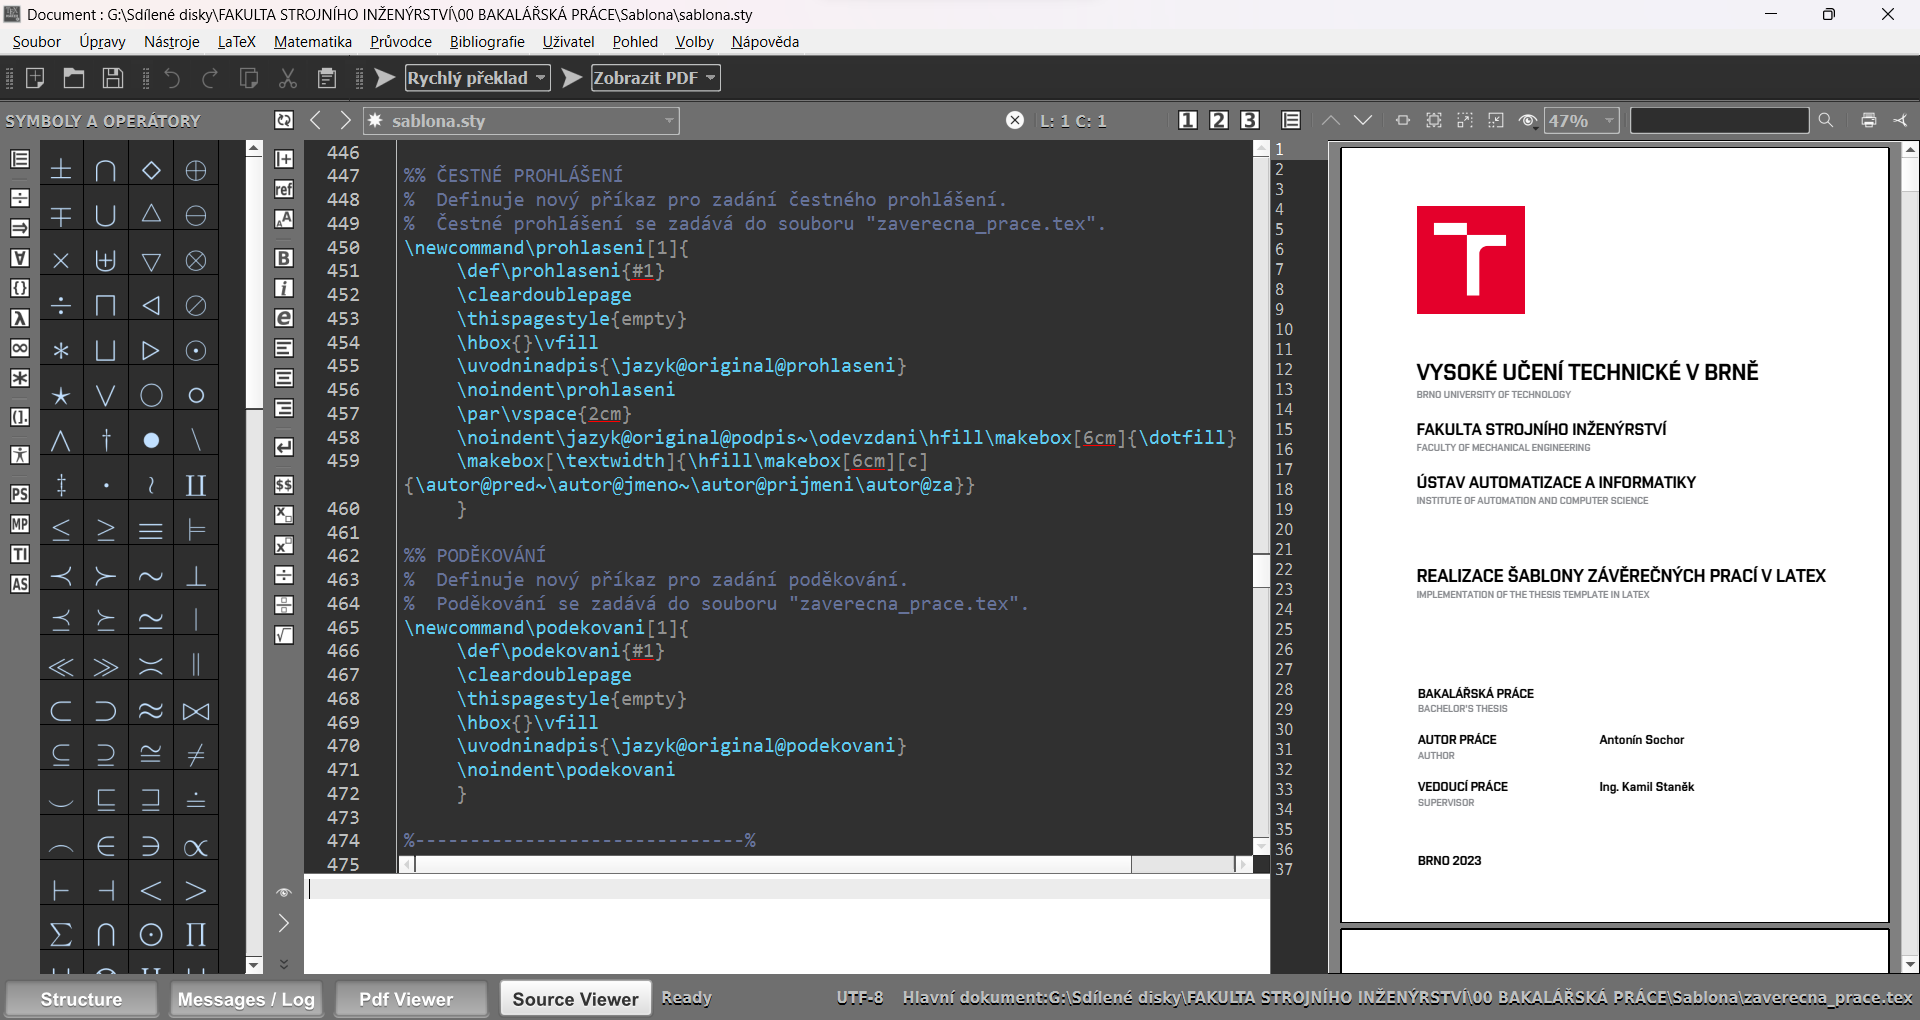 Document : G:\Sdílené disky\FAKULTA STROJNÍHO INŽENÝRSTVÍ\00 BAKALÁŘSKÁ PRÁCE\Sablona\sablona.sty
Soubor Úpravy Nástroje LaTeX Matematika Průvodce Bibliografie Uživatel Pohled Volby Nápověda
Rychlý překlad Zobrazit PDF
SYMBOLY A OPERÁTORY
sablona.sty
L: 1 C: 1
1 2 3
47%
446
447 %% ČESTNÉ PROHLÁŠENÍ
448 % Definuje nový příkaz pro zadání čestného prohlášení.
449 % Čestné prohlášení se zadává do souboru "zaverecna_prace.tex".
450 \newcommand\prohlaseni[1]{
451 \def\prohlaseni{#1}
452 \cleardoublepage
453 \thispagestyle{empty}
454 \hbox{}\vfill
455 \uvodninadpis{\jazyk@original@prohlaseni}
456 \noindent\prohlaseni
457 \par\vspace{2cm}
458 \noindent\jazyk@original@podpis~\odevzdani\hfill\makebox[6cm]{\dotfill}
459 \makebox[\textwidth]{\hfill\makebox[6cm][c]
{\autor@pred~\autor@jmeno~\autor@prijmeni\autor@za}}
460 }
461
462 %% PODĚKOVÁNÍ
463 % Definuje nový příkaz pro zadání poděkování.
464 % Poděkování se zadává do souboru "zaverecna_prace.tex".
465 \newcommand\podekovani[1]{
466 \def\podekovani{#1}
467 \cleardoublepage
468 \thispagestyle{empty}
469 \hbox{}\vfill
470 \uvodninadpis{\jazyk@original@podekovani}
471 \noindent\podekovani
472 }
473
474 %------------------------------%
475
ref
PS
MP
TI
AS
1
2
3
4
5
6
7
8
9
10
11
12
13
14
15
16
17
18
19
20
21
22
23
24
25
26
27
28
29
30
31
32
33
34
35
36
37
VYSOKÉ UČENÍ TECHNICKÉ V BRNĚ
BRNO UNIVERSITY OF TECHNOLOGY
FAKULTA STROJNÍHO INŽENÝRSTVÍ
FACULTY OF MECHANICAL ENGINEERING
ÚSTAV AUTOMATIZACE A INFORMATIKY
INSTITUTE OF AUTOMATION AND COMPUTER SCIENCE
REALIZACE ŠABLONY ZÁVĚREČNÝCH PRACÍ V LATEX
IMPLEMENTATION OF THE THESIS TEMPLATE IN LATEX
BAKALÁŘSKÁ PRÁCE
BACHELOR'S THESIS
AUTOR PRÁCE Antonín Sochor
AUTHOR
VEDOUCÍ PRÁCE Ing. Kamil Staněk
SUPERVISOR
BRNO 2023
Structure Messages / Log Pdf Viewer Source Viewer Ready UTF-8 Hlavní dokument:G:\Sdílené disky\FAKULTA STROJNÍHO INŽENÝRSTVÍ\00 BAKALÁŘSKÁ PRÁCE\Sablona\zaverecna_prace.tex